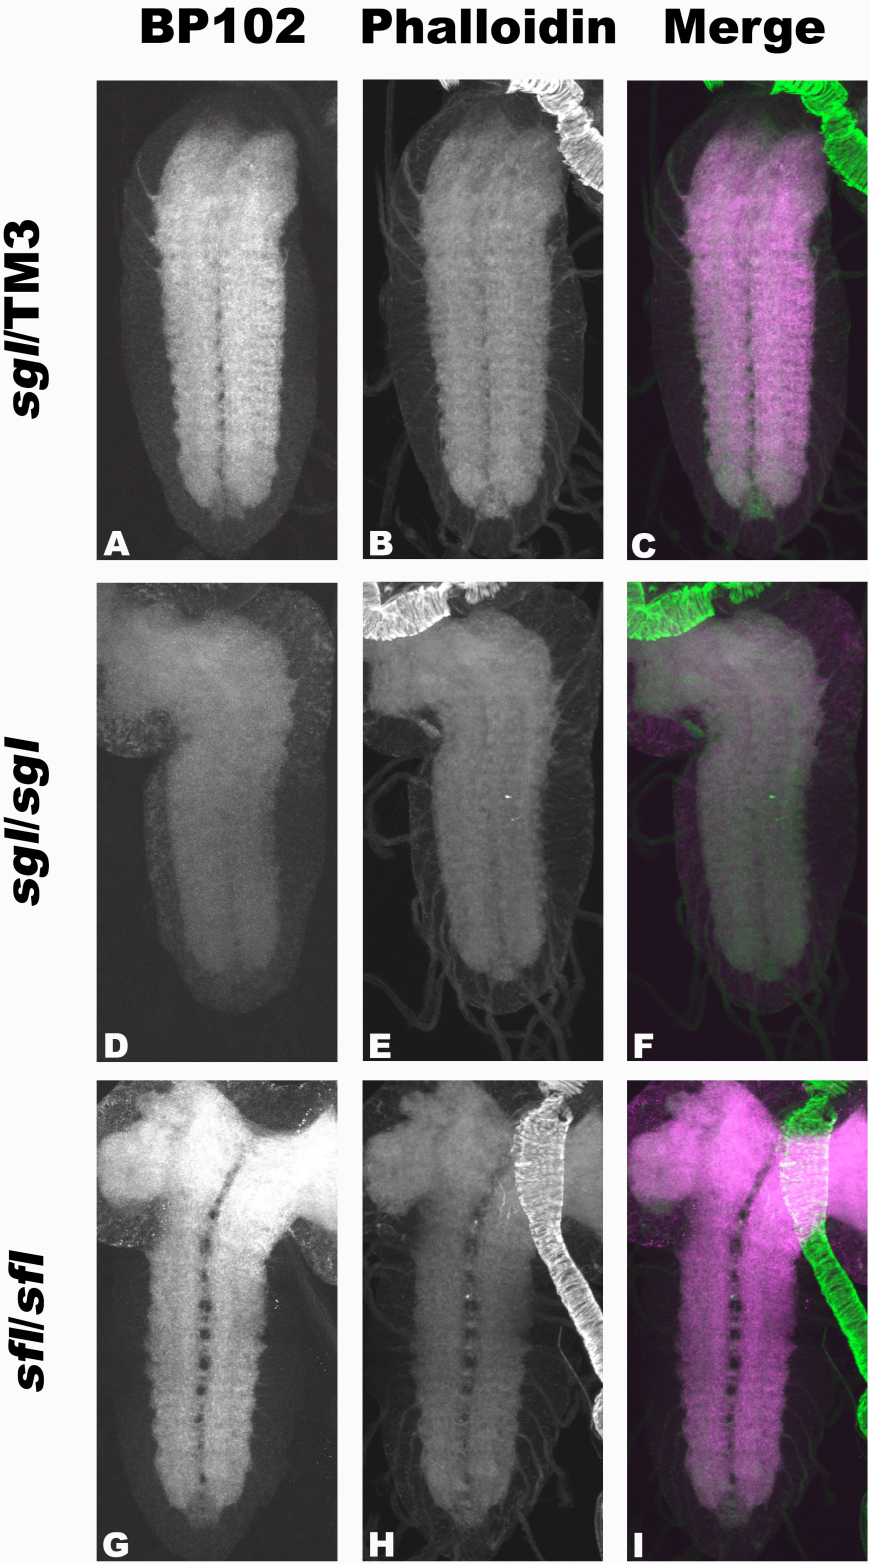 BP102 Phalloidin Merge
sgl/TM3
A B C
sgl/sgl
D E F
sfl/sfl
G H I